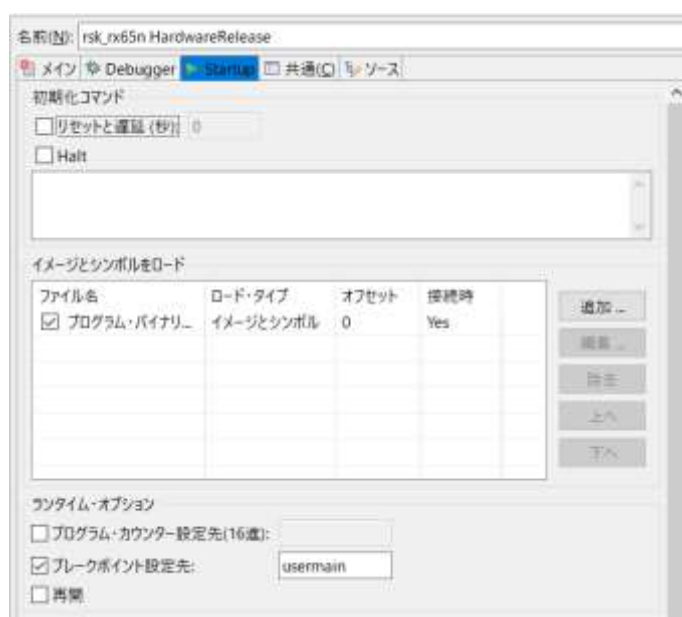 名前(N): rsk_rx65n HardwareRelease
メイン Debugger Startup 共通(C) ソース
初期化コマンド
リセットと遅延 (秒): 0
Halt
イメージとシンボルをロード
ファイル名 ロード・タイプ オフセット 接続時
プログラム・バイナリ... イメージとシンボル 0 Yes
追加 ...
編集 ...
除去
上へ
下へ
ランタイム・オプション
プログラム・カウンター設定先(16進):
ブレークポイント設定先: usermain
再開